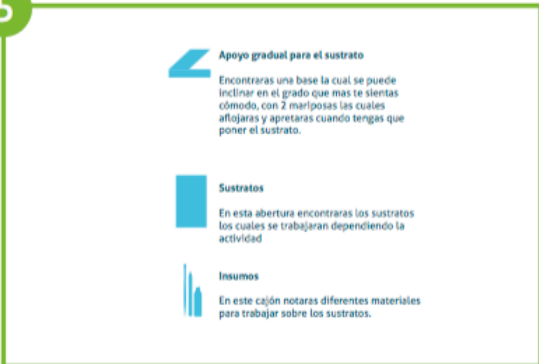 5
Apoyo gradual para el sustrato
Encontraras una base la cual se puede
inclinar en el grado que mas te sientas
cómodo, con 2 mariposas las cuales
aflojaras y apretaras cuando tengas que
poner el sustrato.
Sustratos
En esta abertura encontraras los sustratos
los cuales se trabajaran dependiendo la
actividad
Insumos
En este cajón notaras diferentes materiales
para trabajar sobre los sustratos.